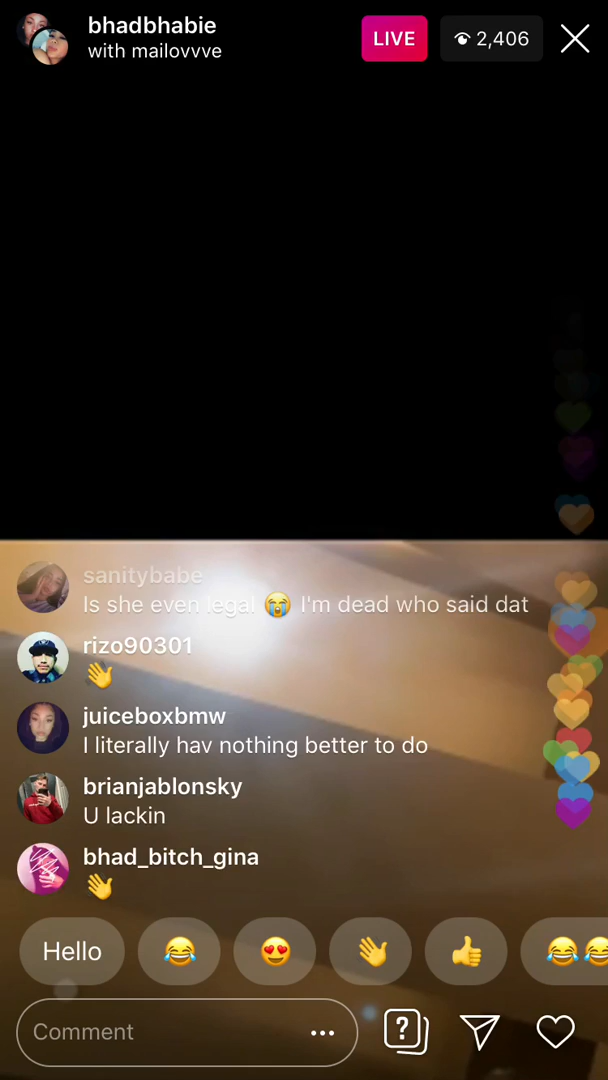 bhadbhabie
with mailovvve
LIVE
2,406
sanitybabe
Is she even legal 😭 I'm dead who said dat
rizo90301
👋
juiceboxbmw
I literally hav nothing better to do
brianjablonsky
U lackin
bhad_bitch_gina
👋
Hello 😂 😍 👋 👍 😂😂
Comment